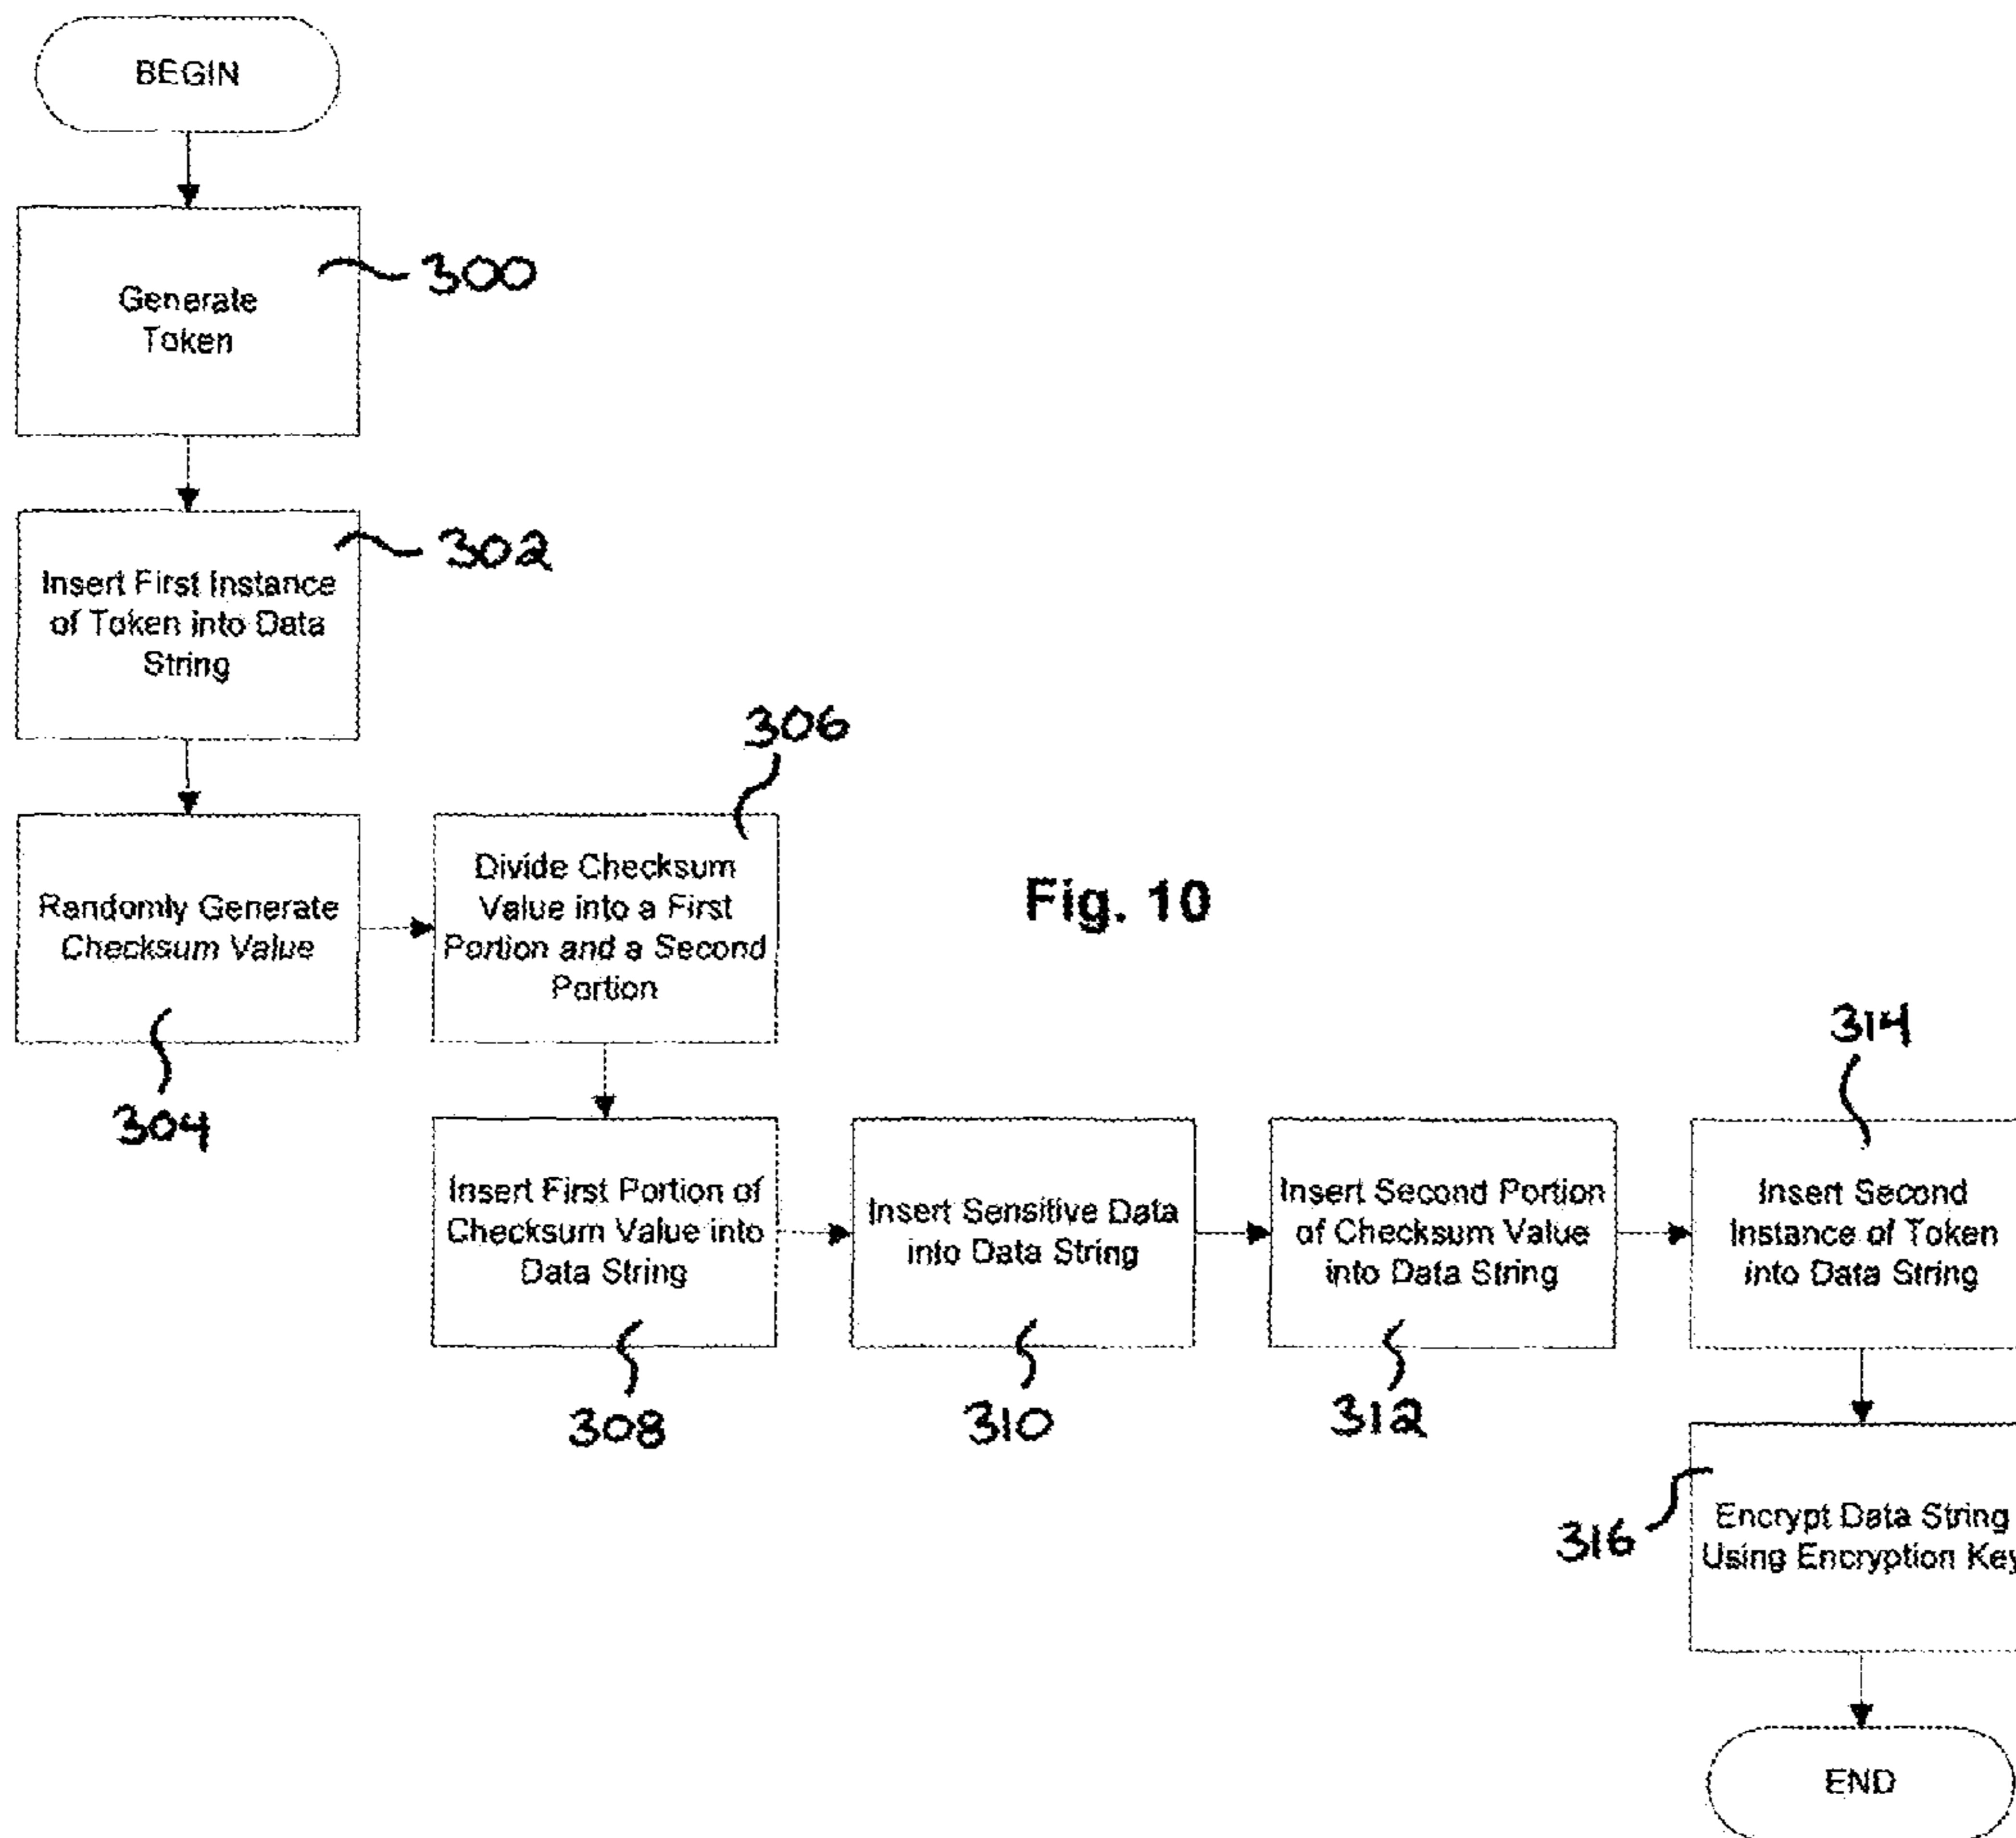 BEGIN
300
Generate
Token
302
Insert First Instance
of Token into Data
String
306
Randomly Generate
Checksum Value
304
Divide Checksum
Value into a First
Portion and a Second
Portion
Fig. 10
314
Insert First Portion of
Checksum Value into
Data String
308
Insert Sensitive Data
into Data String
310
Insert Second Portion
of Checksum Value
into Data String
312
Insert Second
Instance of Token
into Data String
316
Encrypt Data String
Using Encryption Key
END